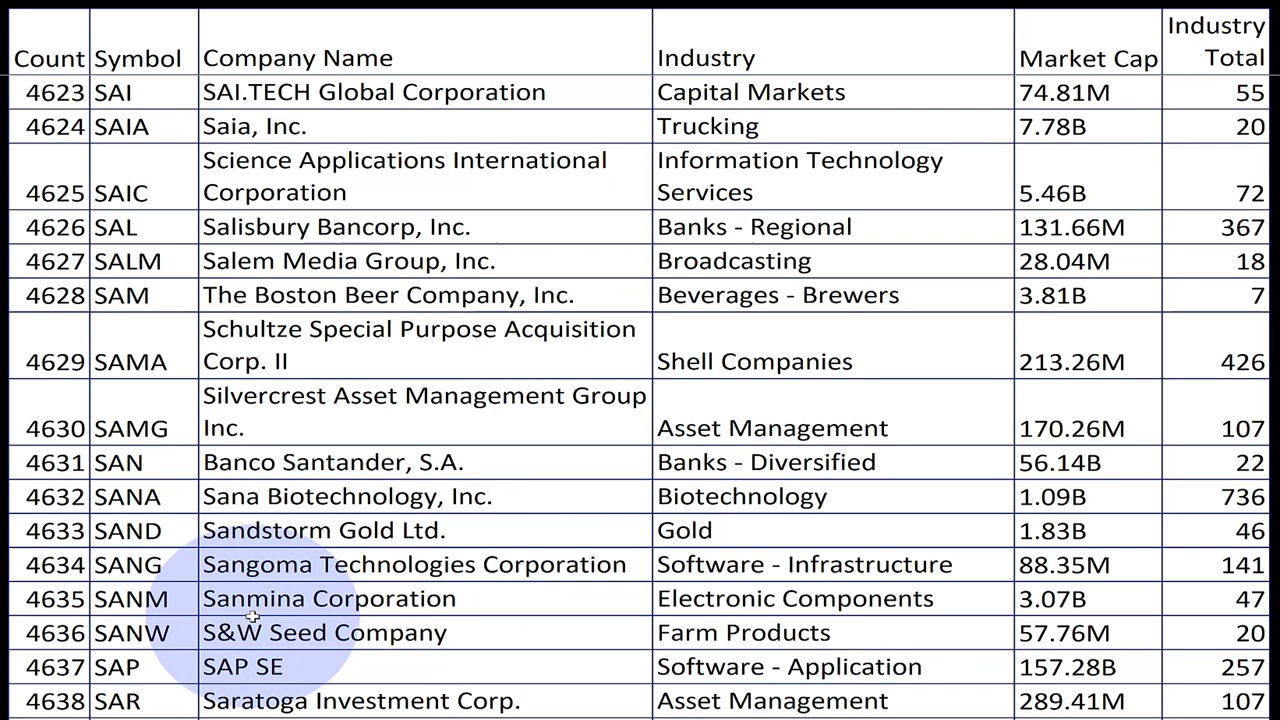 Count Symbol Company Name Industry Market Cap Industry Total
4623 SAI SAI.TECH Global Corporation Capital Markets 74.81M 55
4624 SAIA Saia, Inc. Trucking 7.78B 20
4625 SAIC Science Applications International Corporation Information Technology Services 5.46B 72
4626 SAL Salisbury Bancorp, Inc. Banks - Regional 131.66M 367
4627 SALM Salem Media Group, Inc. Broadcasting 28.04M 18
4628 SAM The Boston Beer Company, Inc. Beverages - Brewers 3.81B 7
4629 SAMA Schultze Special Purpose Acquisition Corp. II Shell Companies 213.26M 426
4630 SAMG Silvercrest Asset Management Group Inc. Asset Management 170.26M 107
4631 SAN Banco Santander, S.A. Banks - Diversified 56.14B 22
4632 SANA Sana Biotechnology, Inc. Biotechnology 1.09B 736
4633 SAND Sandstorm Gold Ltd. Gold 1.83B 46
4634 SANG Sangoma Technologies Corporation Software - Infrastructure 88.35M 141
4635 SANM Sanmina Corporation Electronic Components 3.07B 47
4636 SANW S&W Seed Company Farm Products 57.76M 20
4637 SAP SAP SE Software - Application 157.28B 257
4638 SAR Saratoga Investment Corp. Asset Management 289.41M 107